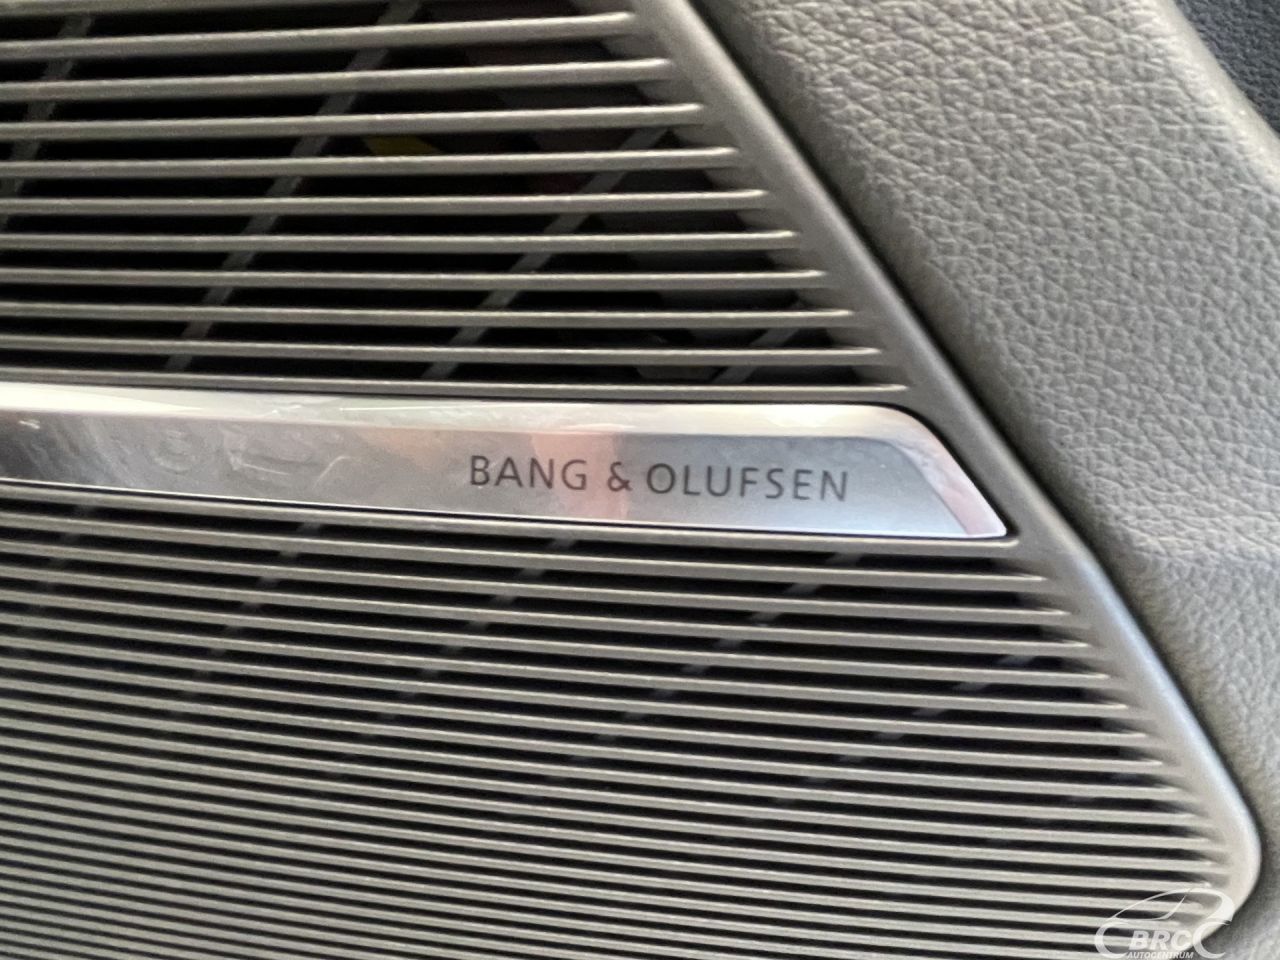 BANG & OLUFSEN
BRC
AUTOCENTRUM